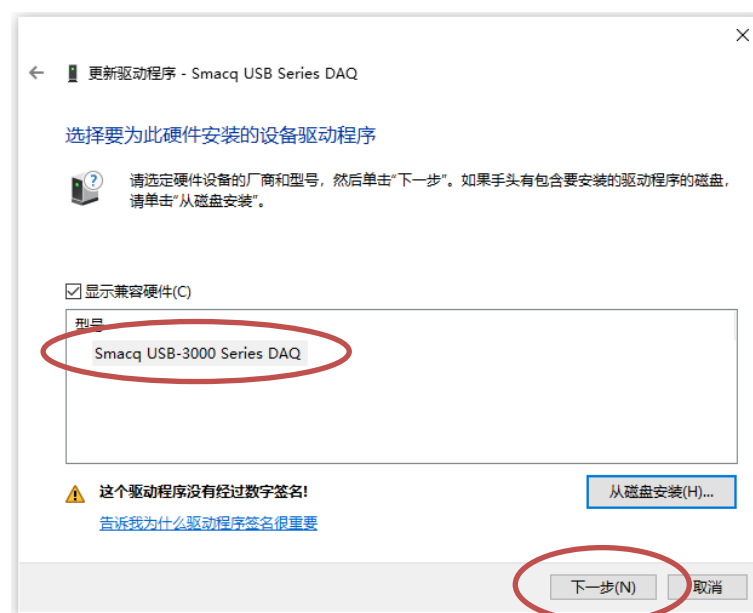 更新驱动程序 - Smacq USB Series DAQ
选择要为此硬件安装的设备驱动程序
请选定硬件设备的厂商和型号，然后单击“下一步”。如果手头有包含要安装的驱动程序的磁盘，
请单击“从磁盘安装”。
显示兼容硬件(C)
型号
Smacq USB-3000 Series DAQ
这个驱动程序没有经过数字签名!
从磁盘安装(H)...
告诉我为什么驱动程序签名很重要
下一步(N)
取消